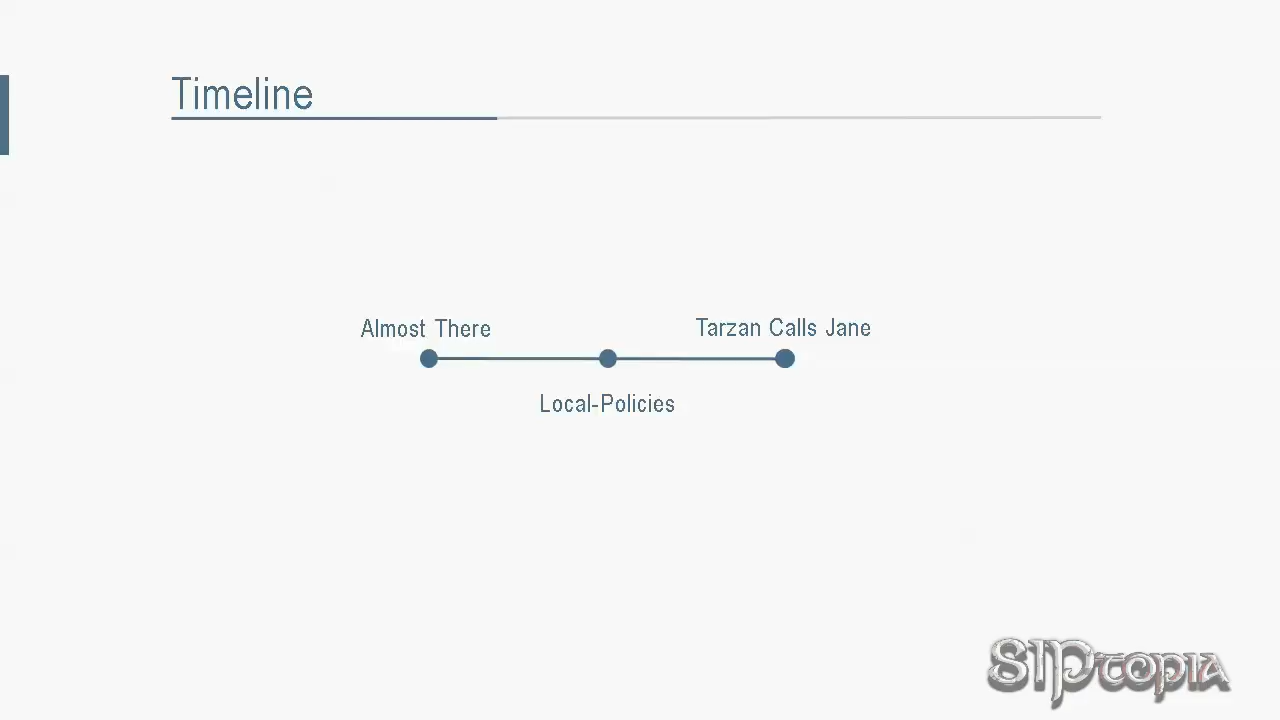 Timeline
Almost There
Tarzan Calls Jane
Local-Policies
SIPtopia